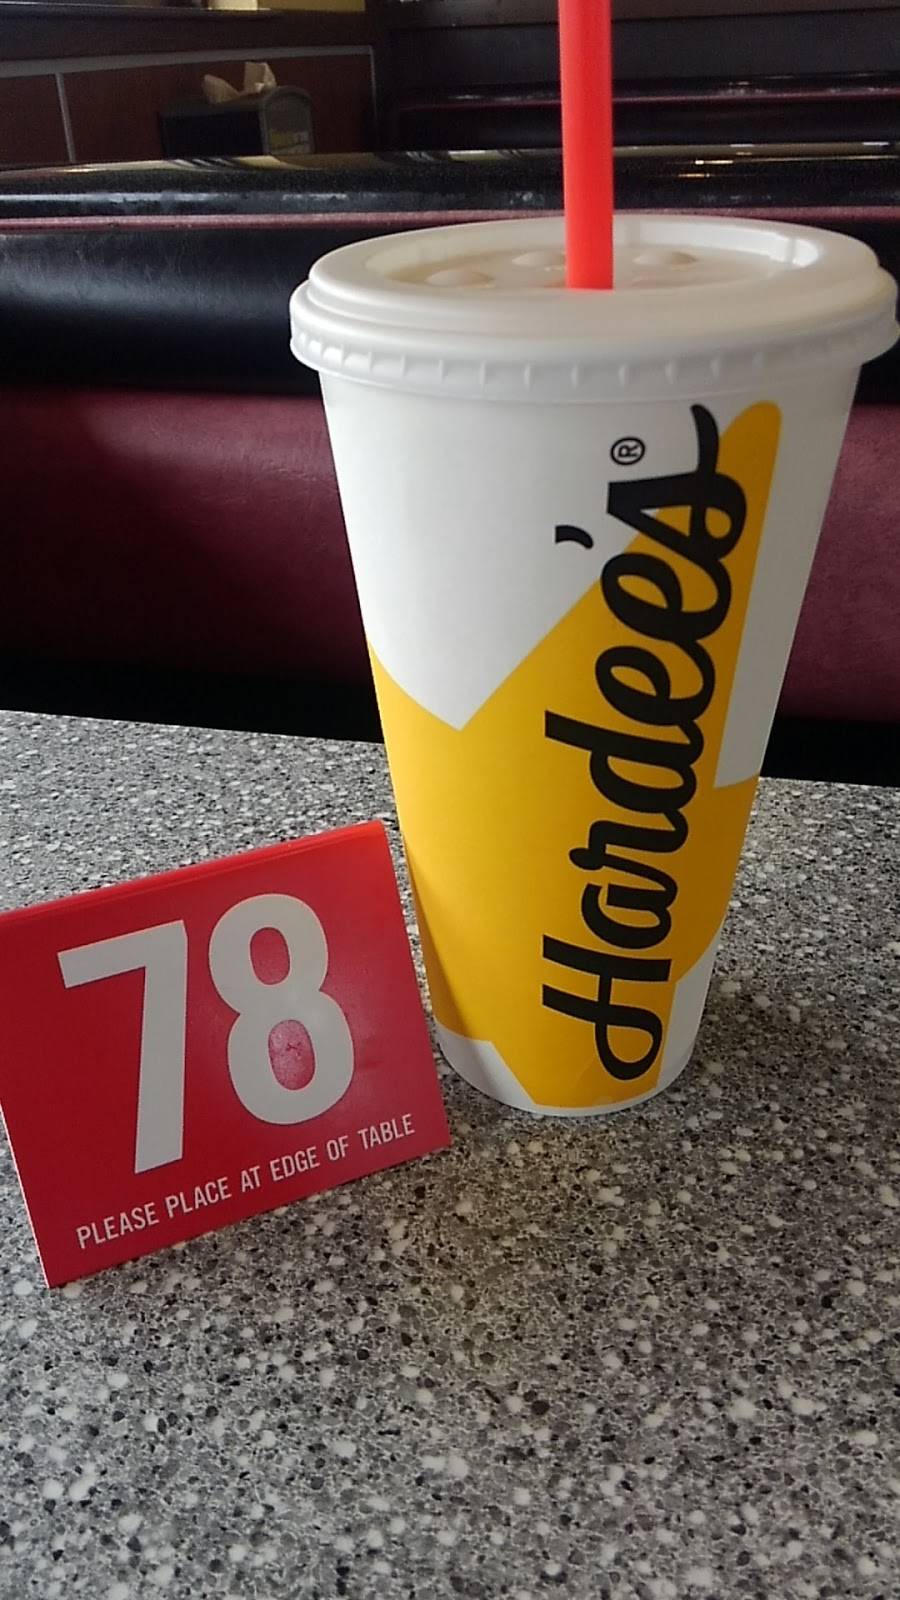 Hardee's®
78
PLEASE PLACE AT EDGE OF TABLE